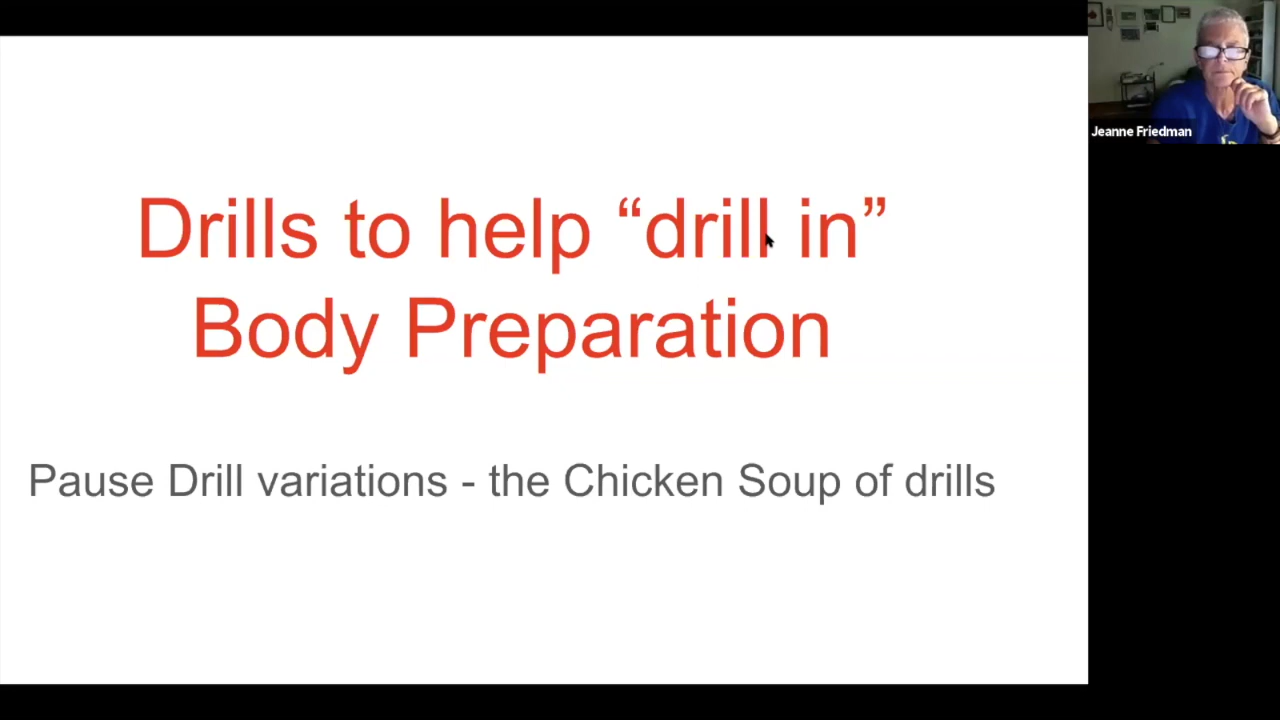 Drills to help “drill in”
Body Preparation
Pause Drill variations - the Chicken Soup of drills
Jeanne Friedman